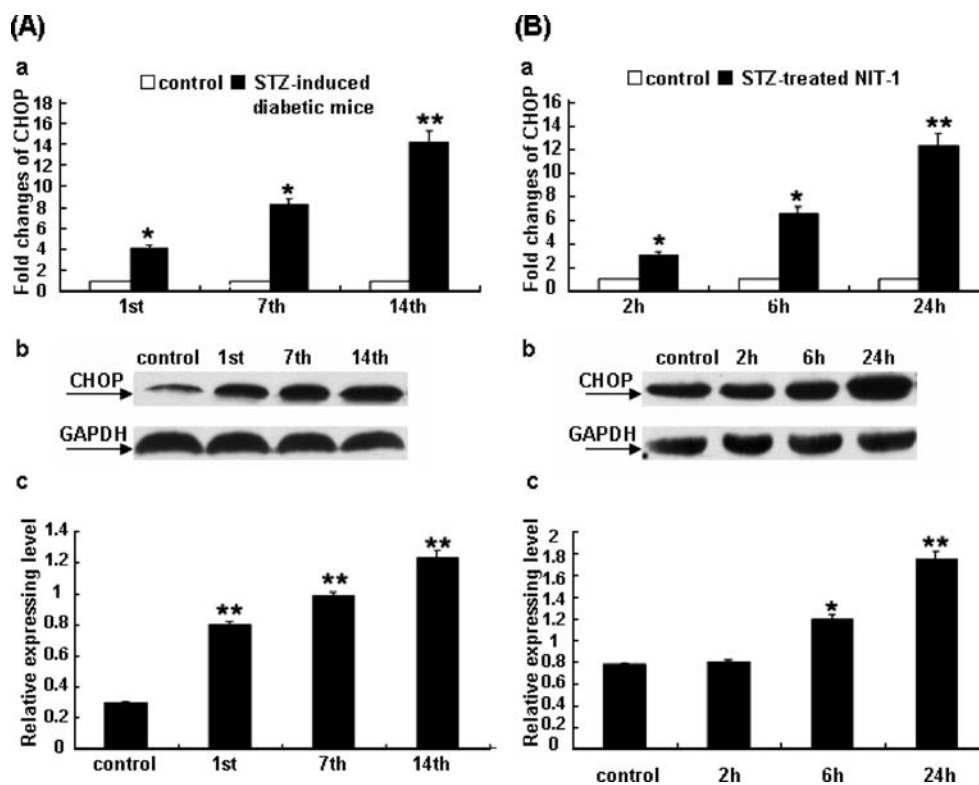 (A)
a
control STZ-induced
diabetic mice
Fold changes of CHOP
16
14
12
10
8
6
4
2
0
*
*
**
1st 7th 14th
b
control 1st 7th 14th
CHOP
GAPDH
c
Relative expressing level
1.4
1.2
1
0.8
0.6
0.4
0.2
0
**
**
**
control 1st 7th 14th
(B)
a
control STZ-treated NIT-1
Fold changes of CHOP
16
14
12
10
8
6
4
2
0
*
*
**
2h 6h 24h
b
control 2h 6h 24h
CHOP
GAPDH
c
Relative expressing level
2
1.8
1.6
1.4
1.2
1
0.8
0.6
0.4
0.2
0
*
**
control 2h 6h 24h